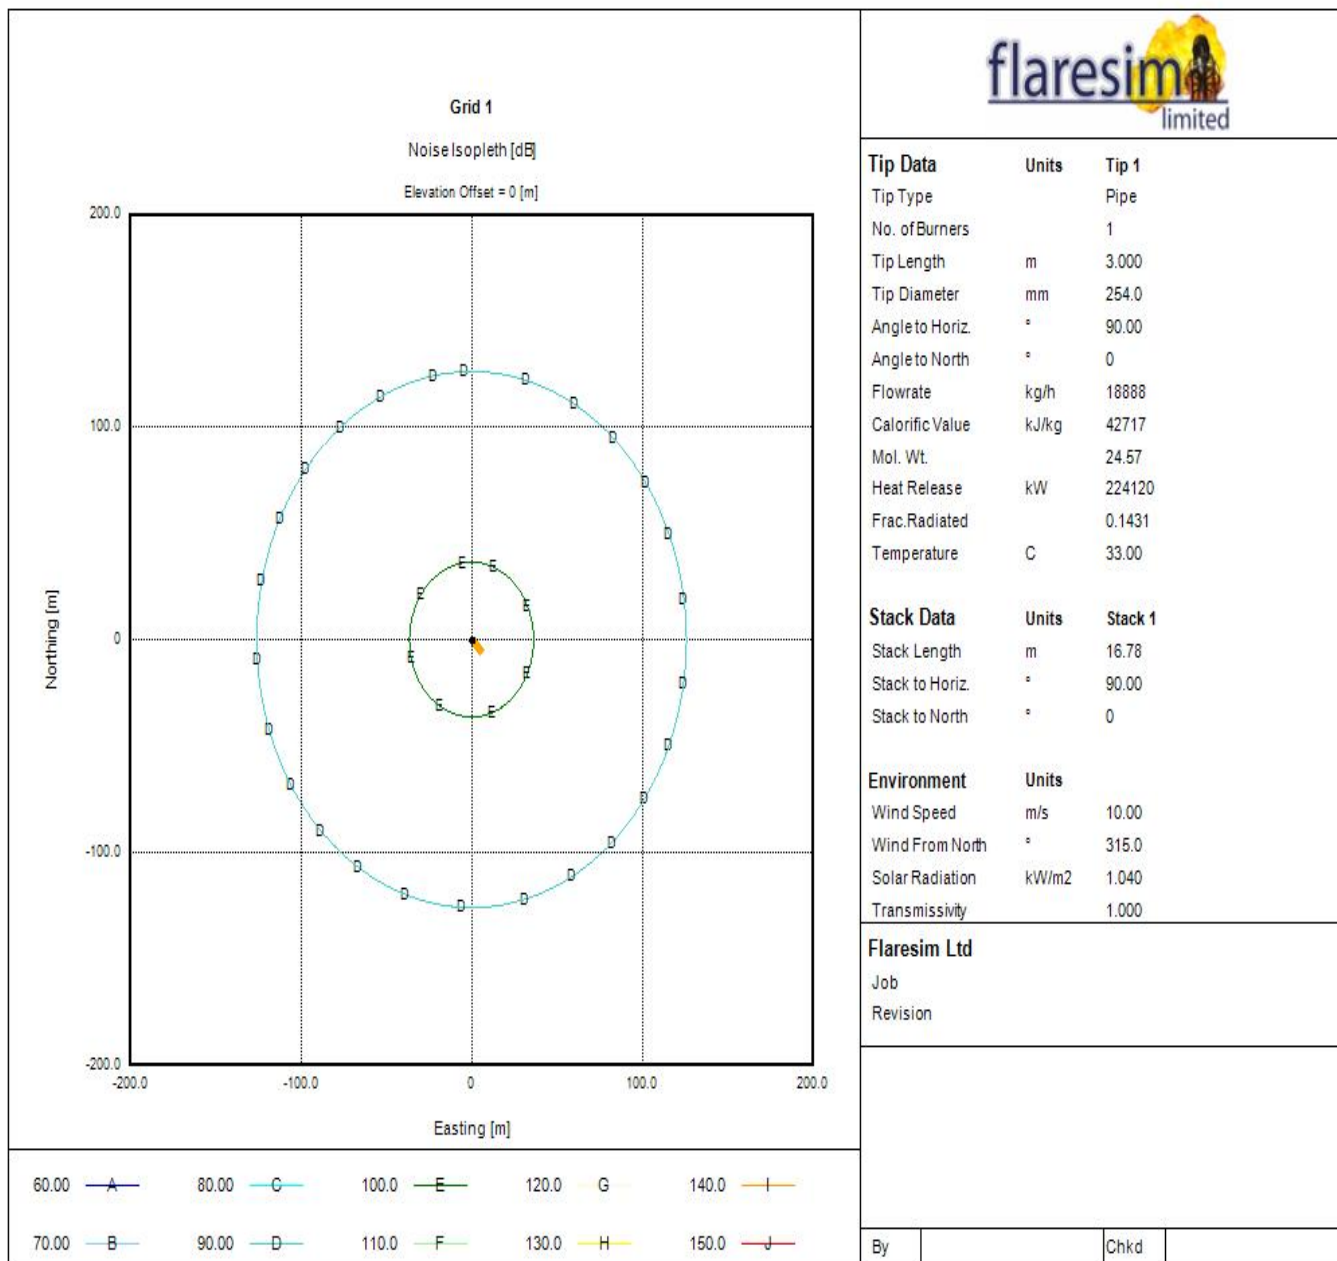 Grid 1
Noise Isopleth [dB]
Elevation Offset = 0 [m]
200.0
100.0
0
-100.0
-200.0
Northing [m]
-200.0 -100.0 0 100.0 200.0
Easting [m]
D D D D D D D D D D D D D D D D D D D D D D D D D D D D
E E E E E E E E E
60.00 A 80.00 C 100.0 E 120.0 G 140.0 I
70.00 B 90.00 D 110.0 F 130.0 H 150.0 J
flaresim
limited
Tip Data Units Tip 1
Tip Type Pipe
No. of Burners 1
Tip Length m 3.000
Tip Diameter mm 254.0
Angle to Horiz. ° 90.00
Angle to North ° 0
Flowrate kg/h 18888
Calorific Value kJ/kg 42717
Mol. Wt. 24.57
Heat Release kW 224120
Frac.Radiated 0.1431
Temperature C 33.00
Stack Data Units Stack 1
Stack Length m 16.78
Stack to Horiz. ° 90.00
Stack to North ° 0
Environment Units
Wind Speed m/s 10.00
Wind From North ° 315.0
Solar Radiation kW/m2 1.040
Transmissivity 1.000
Flaresim Ltd
Job
Revision
By Chkd